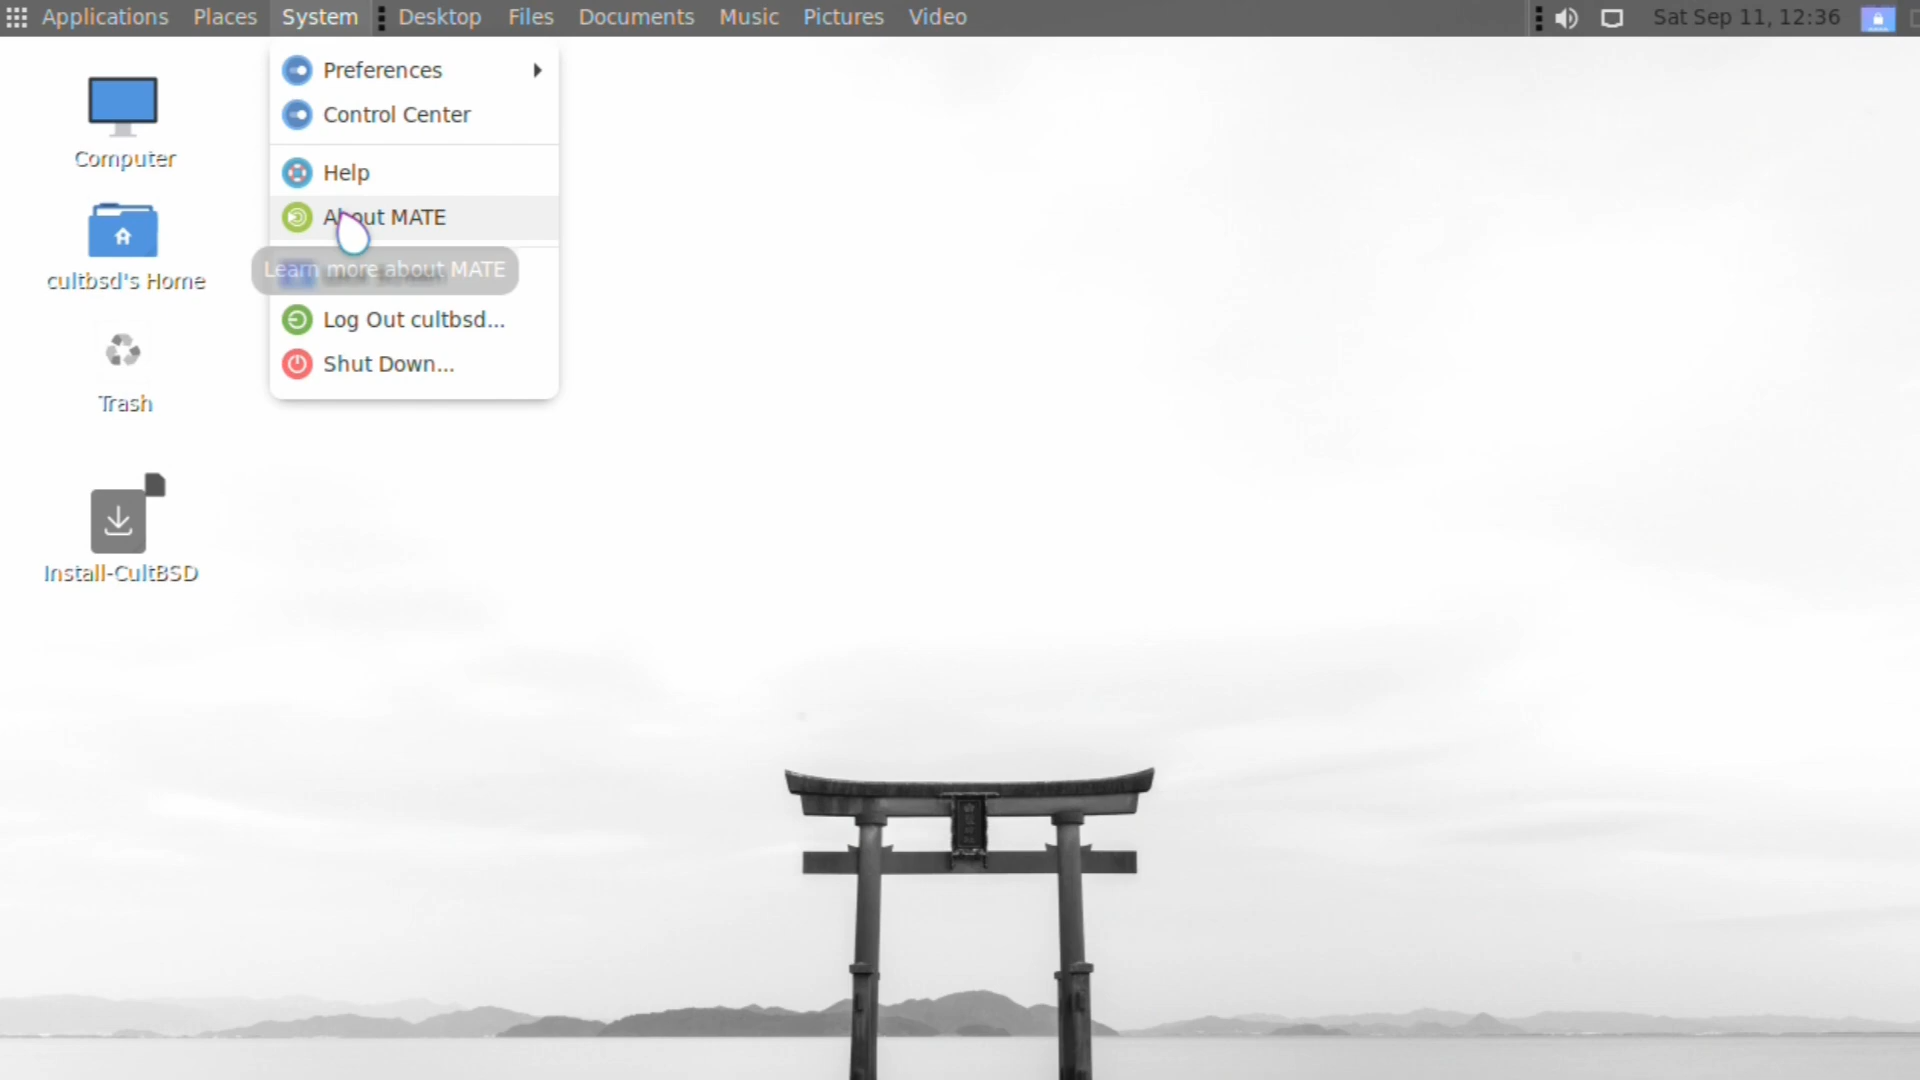 Applications Places System Desktop Files Documents Music Pictures Video Sat Sep 11, 12:36
Preferences
Control Center
Help
About MATE
Learn more about MATE
Log Out cultbsd...
Shut Down...
Computer
cultbsd's Home
Trash
Install-CultBSD